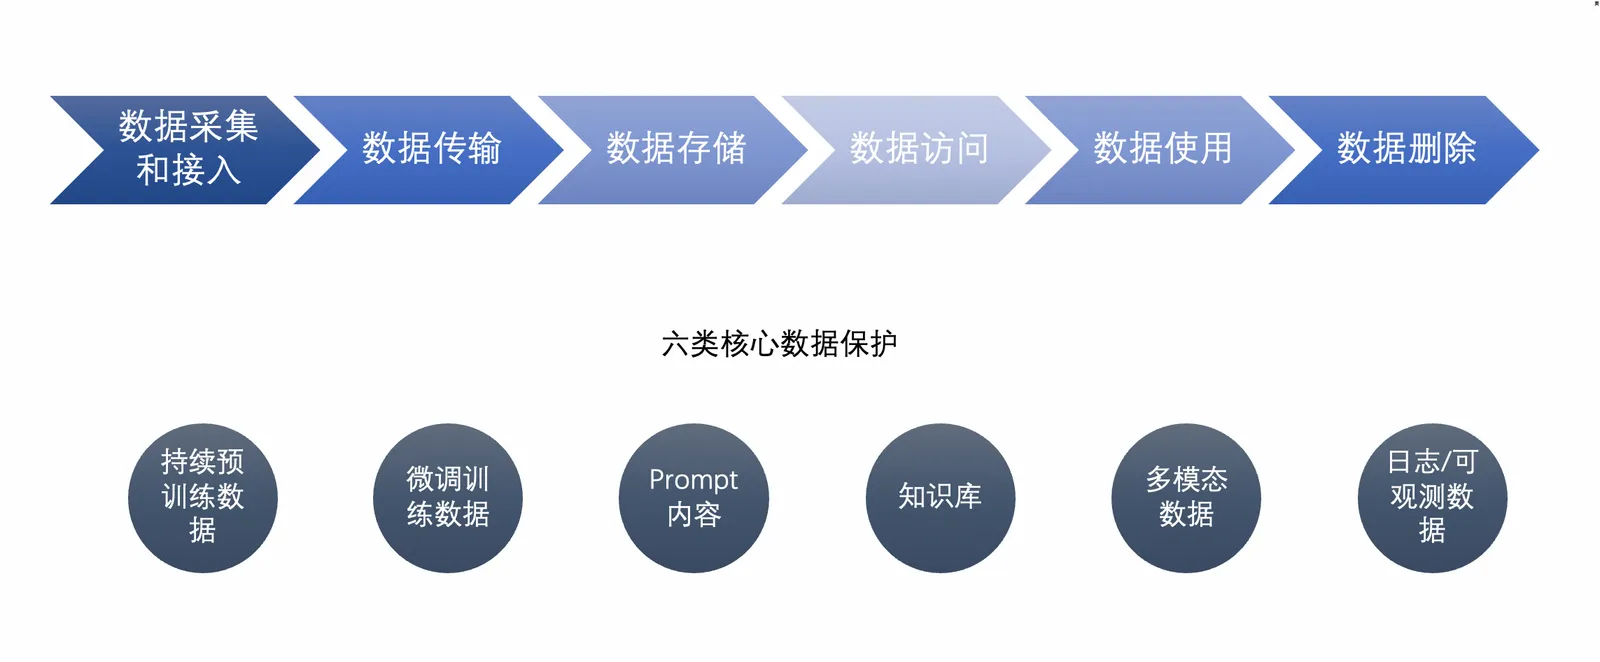 数据采集
和接入
数据传输
数据存储
数据访问
数据使用
数据删除
六类核心数据保护
持续预
训练数
据
微调训
练数据
Prompt
内容
知识库
多模态
数据
日志/可
观测数
据